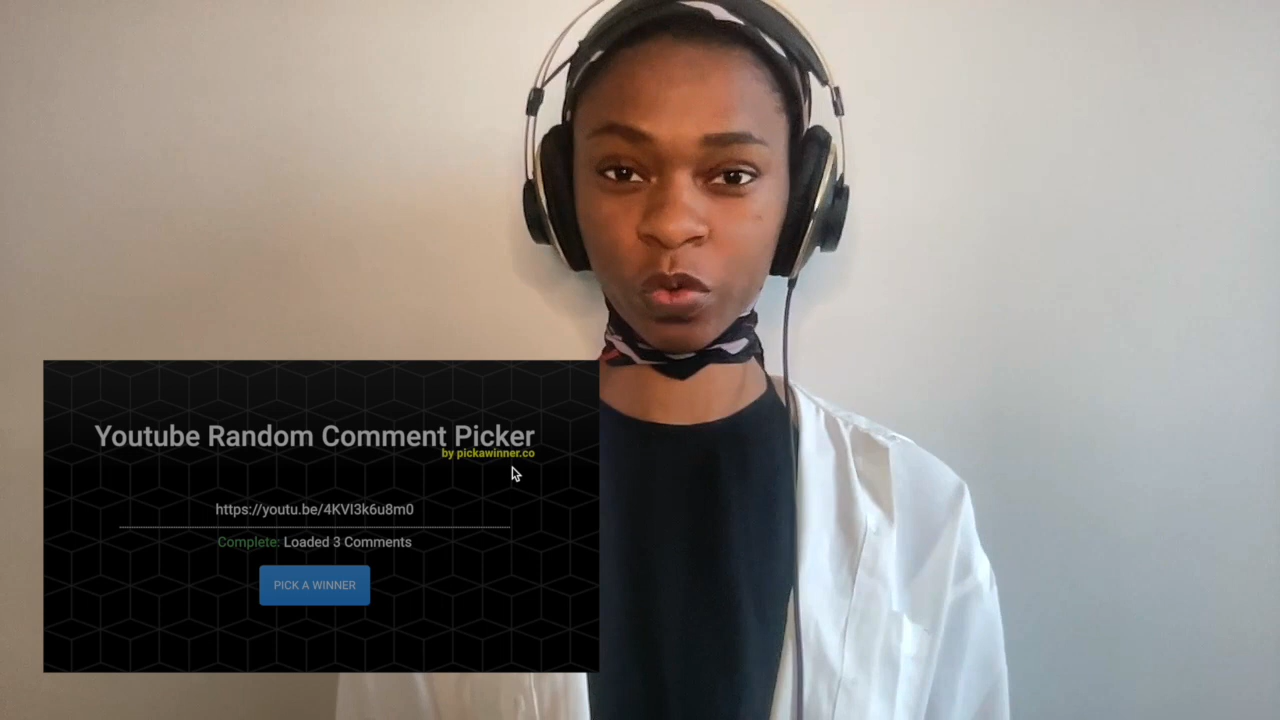 Youtube Random Comment Picker
by pickawinner.co
https://youtu.be/4KVI3k6u8m0
Complete: Loaded 3 Comments
PICK A WINNER